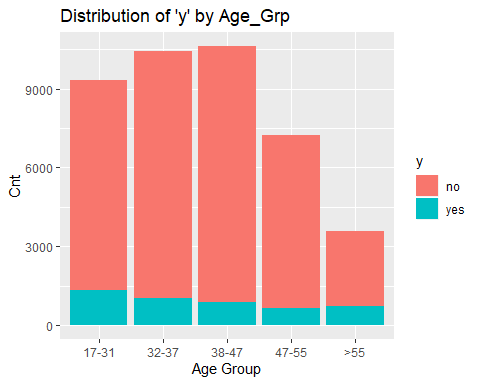 Distribution of 'y' by Age_Grp
Cnt
9000
6000
3000
0
17-31 32-37 38-47 47-55 >55
Age Group
y
no
yes